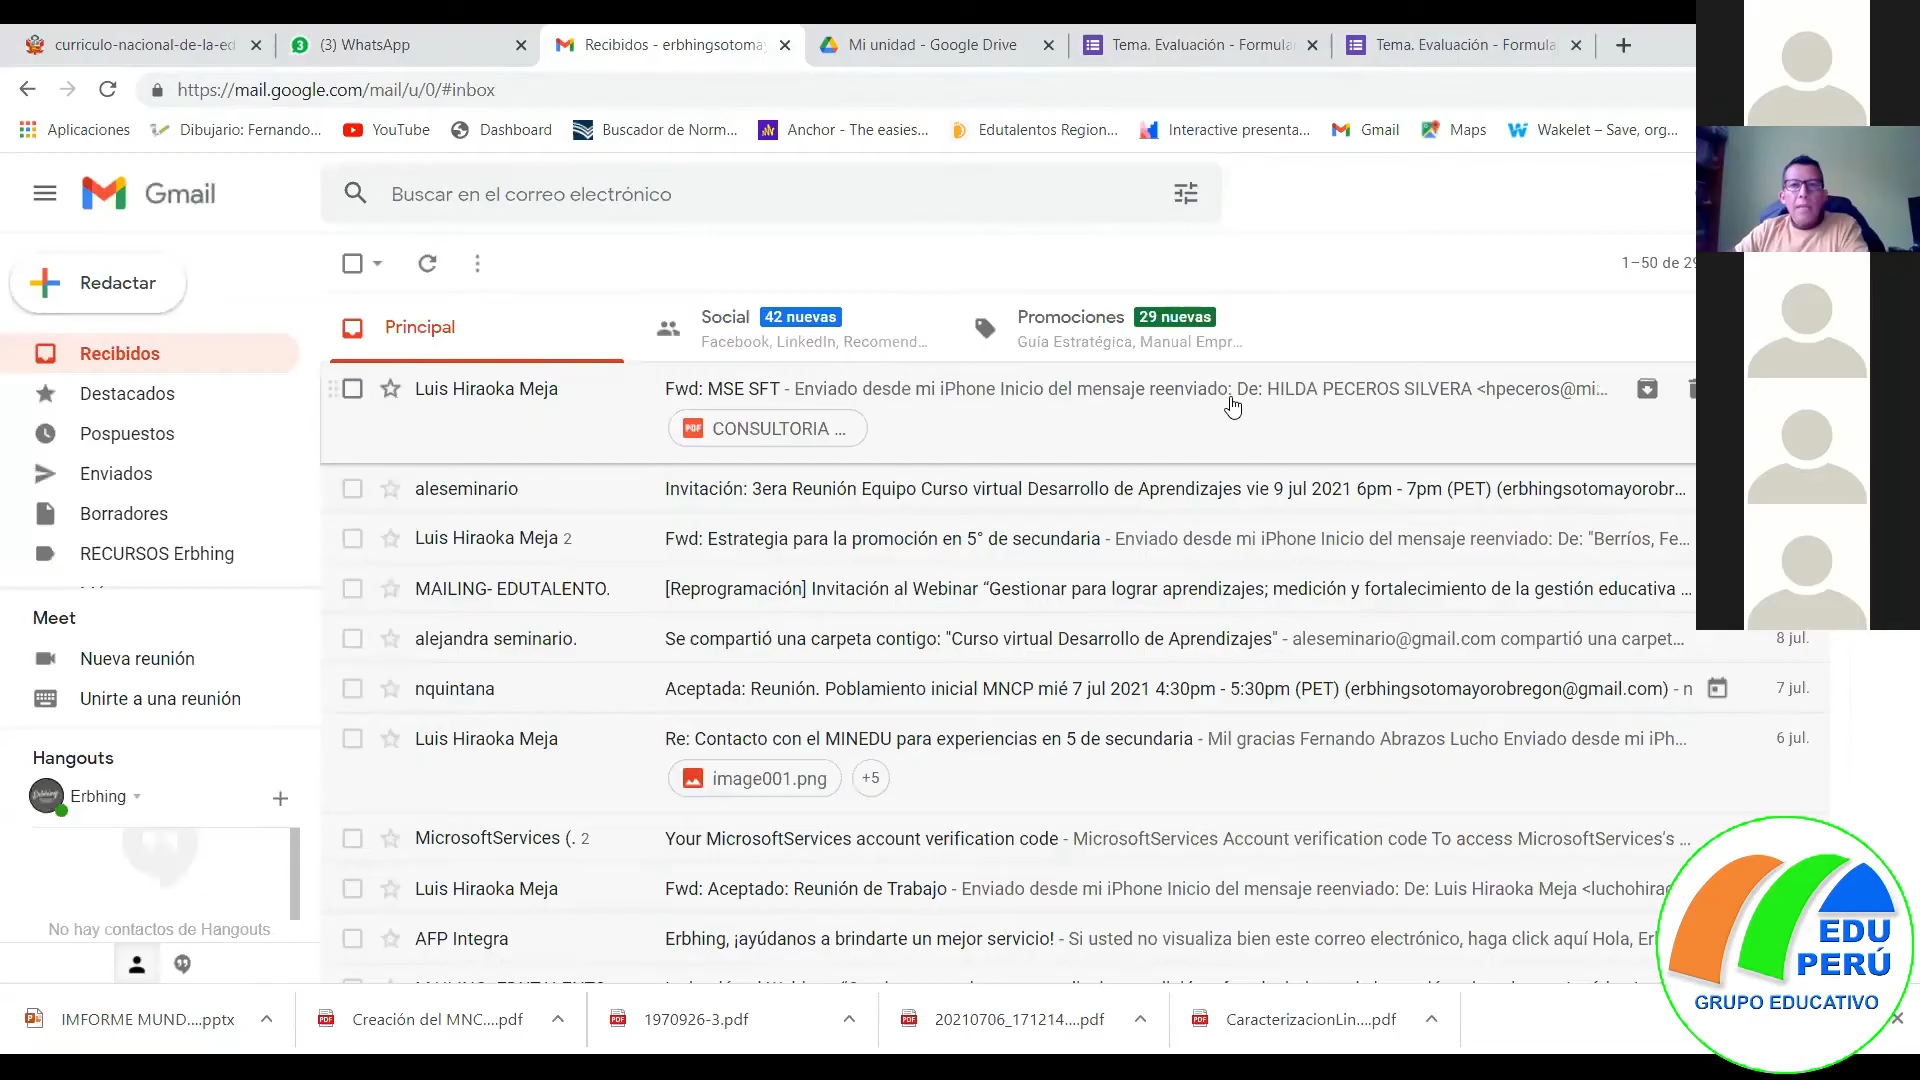 curriculo-nacional-de-la-ed
(3) WhatsApp
Recibidos - erbhingsotoma
Mi unidad - Google Drive
Tema. Evaluación - Formula
Tema. Evaluación - Formula
https://mail.google.com/mail/u/0/#inbox
Aplicaciones
Dibujario: Fernando...
YouTube
Dashboard
Buscador de Norm...
Anchor - The easies...
Edutalentos Region...
Interactive presenta...
Gmail
Maps
Wakelet – Save, org...
Gmail
Buscar en el correo electrónico
Redactar
1–50 de 29
Principal
Social 42 nuevas
Facebook, LinkedIn, Recomend...
Promociones 29 nuevas
Guía Estratégica, Manual Empr...
Recibidos
Destacados
Pospuestos
Enviados
Borradores
RECURSOS Erbhing
Luis Hiraoka Meja Fwd: MSE SFT - Enviado desde mi iPhone Inicio del mensaje reenviado: De: HILDA PECEROS SILVERA <hpeceros@mi...
PDF CONSULTORIA ...
aleseminario Invitación: 3era Reunión Equipo Curso virtual Desarrollo de Aprendizajes vie 9 jul 2021 6pm - 7pm (PET) (erbhingsotomayorobr...
Luis Hiraoka Meja 2 Fwd: Estrategia para la promoción en 5° de secundaria - Enviado desde mi iPhone Inicio del mensaje reenviado: De: "Berríos, Fe...
MAILING- EDUTALENTO. [Reprogramación] Invitación al Webinar “Gestionar para lograr aprendizajes; medición y fortalecimiento de la gestión educativa ...
alejandra seminario. Se compartió una carpeta contigo: "Curso virtual Desarrollo de Aprendizajes" - aleseminario@gmail.com compartió una carpet... 8 jul.
nquintana Aceptada: Reunión. Poblamiento inicial MNCP mié 7 jul 2021 4:30pm - 5:30pm (PET) (erbhingsotomayorobregon@gmail.com) - n 7 jul.
Luis Hiraoka Meja Re: Contacto con el MINEDU para experiencias en 5 de secundaria - Mil gracias Fernando Abrazos Lucho Enviado desde mi iPh... 6 jul.
image001.png +5
MicrosoftServices (. 2 Your MicrosoftServices account verification code - MicrosoftServices Account verification code To access MicrosoftServices's ...
Luis Hiraoka Meja Fwd: Aceptado: Reunión de Trabajo - Enviado desde mi iPhone Inicio del mensaje reenviado: De: Luis Hiraoka Meja <luchohirac
AFP Integra Erbhing, ¡ayúdanos a brindarte un mejor servicio! - Si usted no visualiza bien este correo electrónico, haga click aquí Hola, Er
Meet
Nueva reunión
Unirte a una reunión
Hangouts
Erbhing
No hay contactos de Hangouts
EDU
PERÚ
GRUPO EDUCATIVO
IMFORME MUND....pptx
Creación del MNC....pdf
1970926-3.pdf
20210706_171214....pdf
CaracterizacionLin....pdf